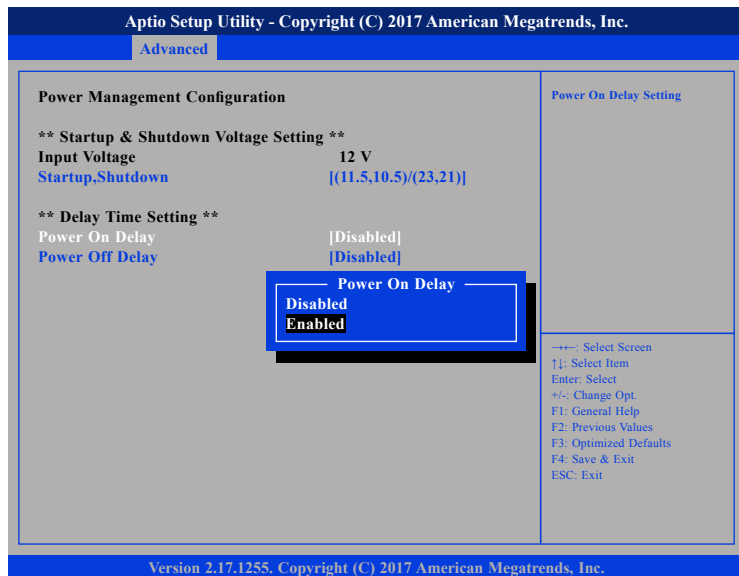 Aptio Setup Utility - Copyright (C) 2017 American Megatrends, Inc.
Advanced
Power Management Configuration
** Startup & Shutdown Voltage Setting **
Input Voltage 12 V
Startup,Shutdown [(11.5,10.5)/(23,21)]
** Delay Time Setting **
Power On Delay [Disabled]
Power Off Delay [Disabled]
Power On Delay
Disabled
Enabled
Power On Delay Setting
→←: Select Screen
↑↓: Select Item
Enter: Select
+/-: Change Opt.
F1: General Help
F2: Previous Values
F3: Optimized Defaults
F4: Save & Exit
ESC: Exit
Version 2.17.1255. Copyright (C) 2017 American Megatrends, Inc.